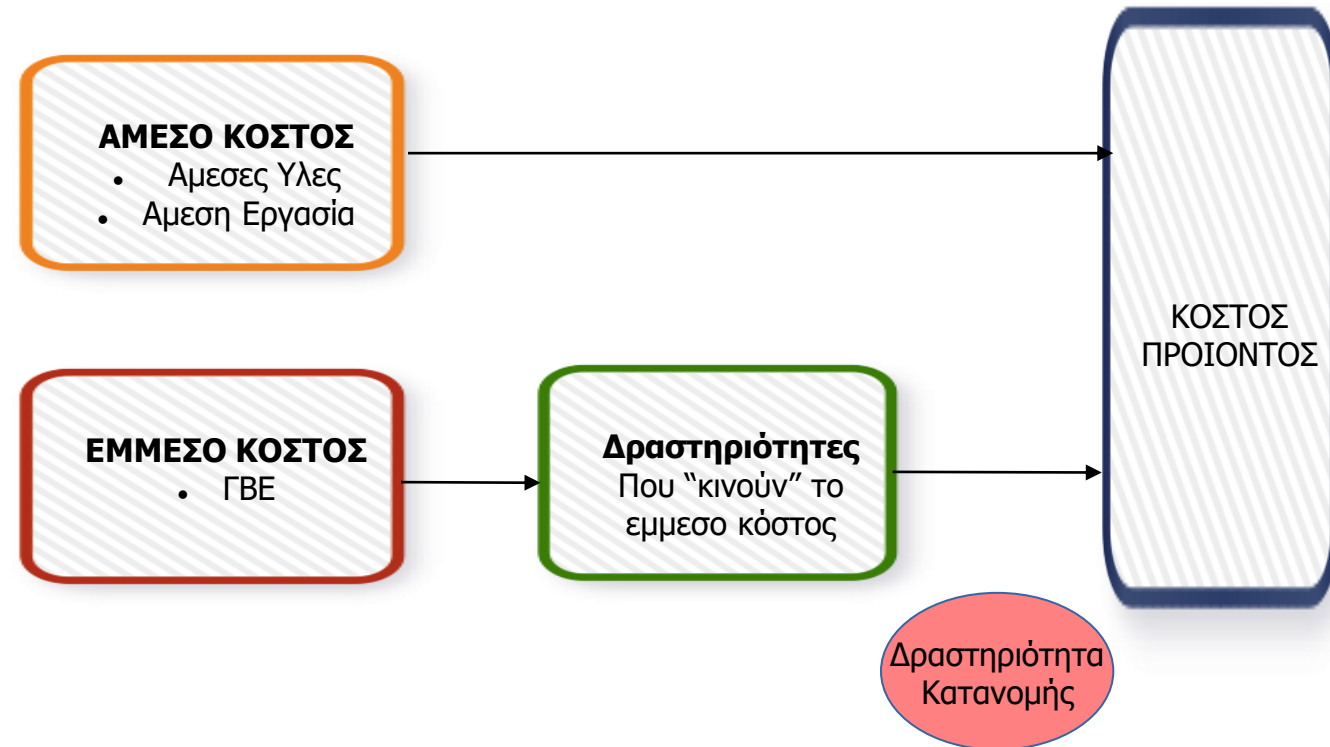 ΑΜΕΣΟ ΚΟΣΤΟΣ
• Αμεσες Υλες
• Αμεση Εργασία
ΚΟΣΤΟΣ
ΠΡΟΙΟΝΤΟΣ
ΕΜΜΕΣΟ ΚΟΣΤΟΣ
• ΓΒΕ
Δραστηριότητες
Που “κινούν” το
εμμεσο κόστος
Δραστηριότητα
Κατανομής